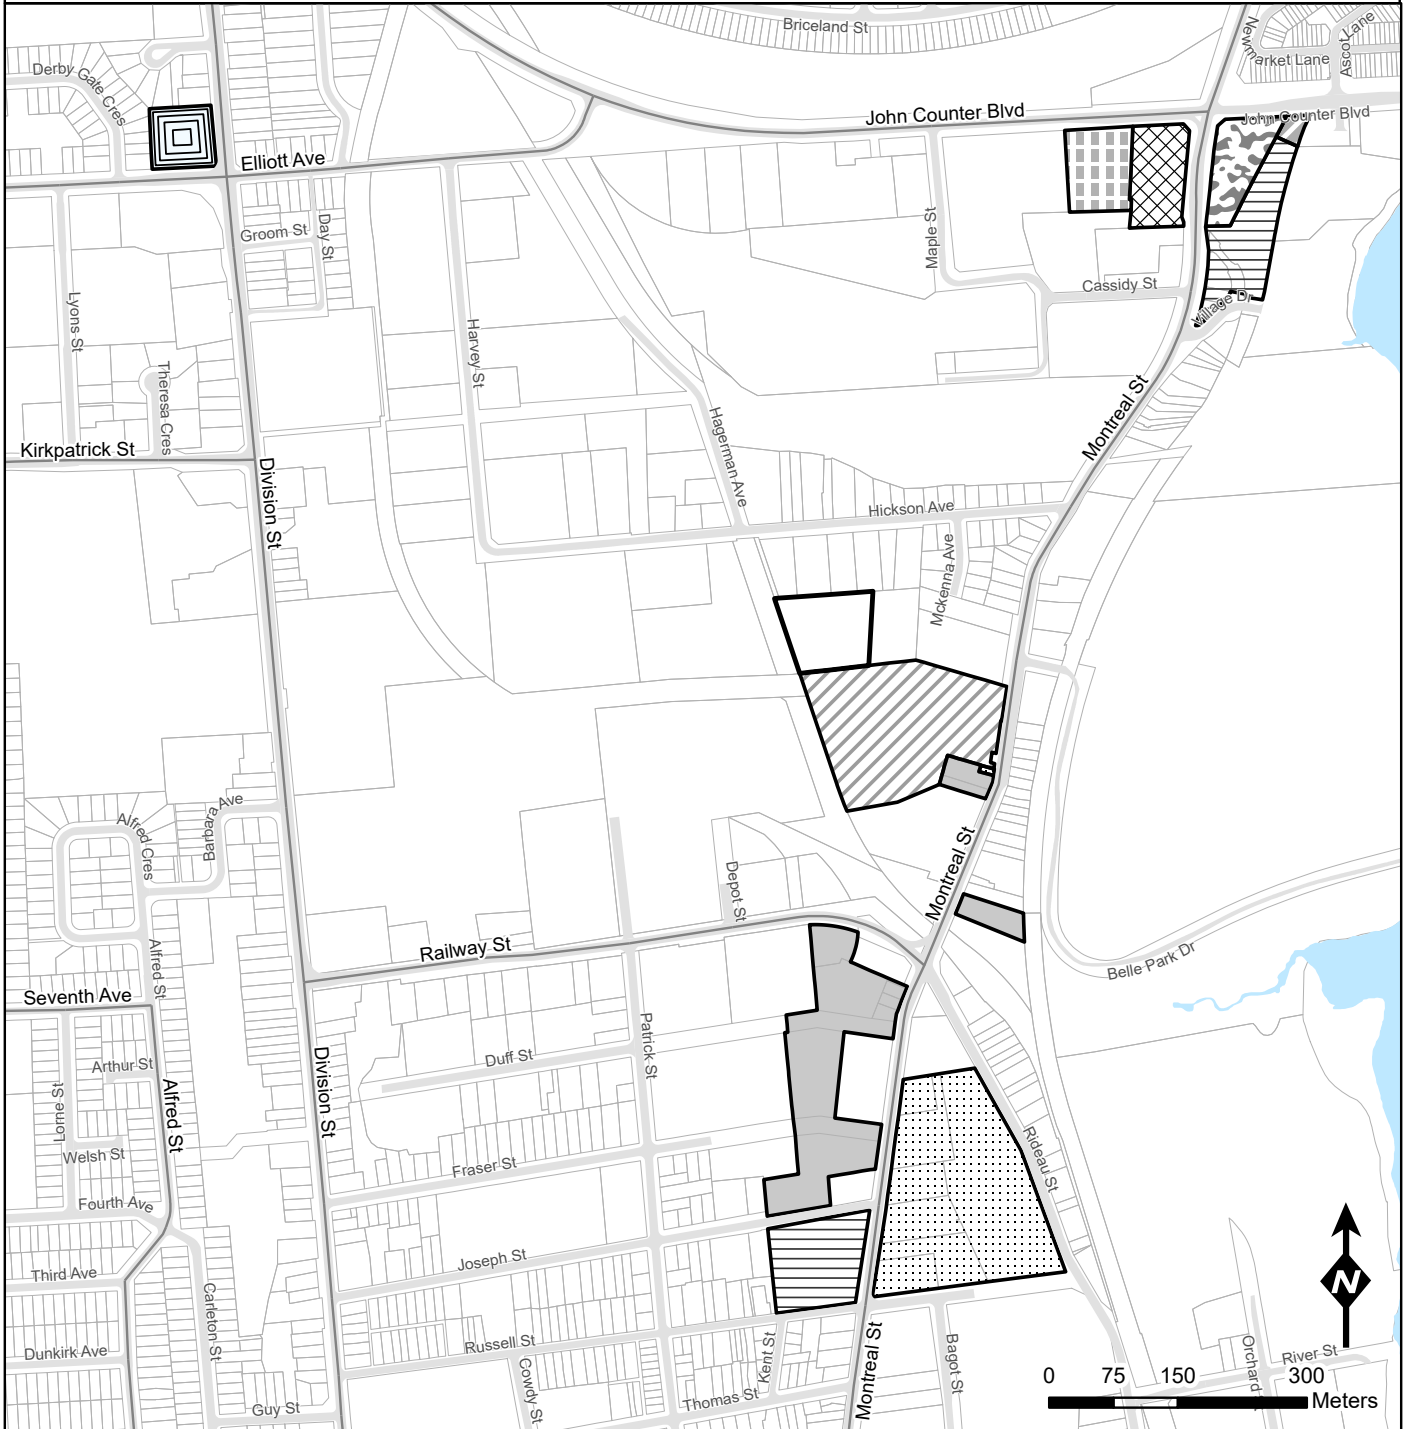 Briceland St
Newmarket Lane
Ascot Lane
Derby Gate Cres
John Counter Blvd
John Counter Blvd
Elliott Ave
Groom St
Day St
Maple St
Cassidy St
Village Dr
Lyons St
Theresa Cres
Harvey St
Hagerman Ave
Montreal St
Kirkpatrick St
Division St
Hickson Ave
Mckenna Ave
Barbara Ave
Alfred Cres
Montreal St
Depot St
Railway St
Alfred St
Belle Park Dr
Seventh Ave
Patrick St
Duff St
Division St
Arthur St
Alfred St
Lorne St
Welsh St
Fraser St
Rideau St
Fourth Ave
Joseph St
Third Ave
Carleton St
Russell St
Dunkirk Ave
Cowdy St
Kent St
Montreal St
Bagot St
Orchard
River St
Thomas St
Guy St
N
0 75 150 300
Meters